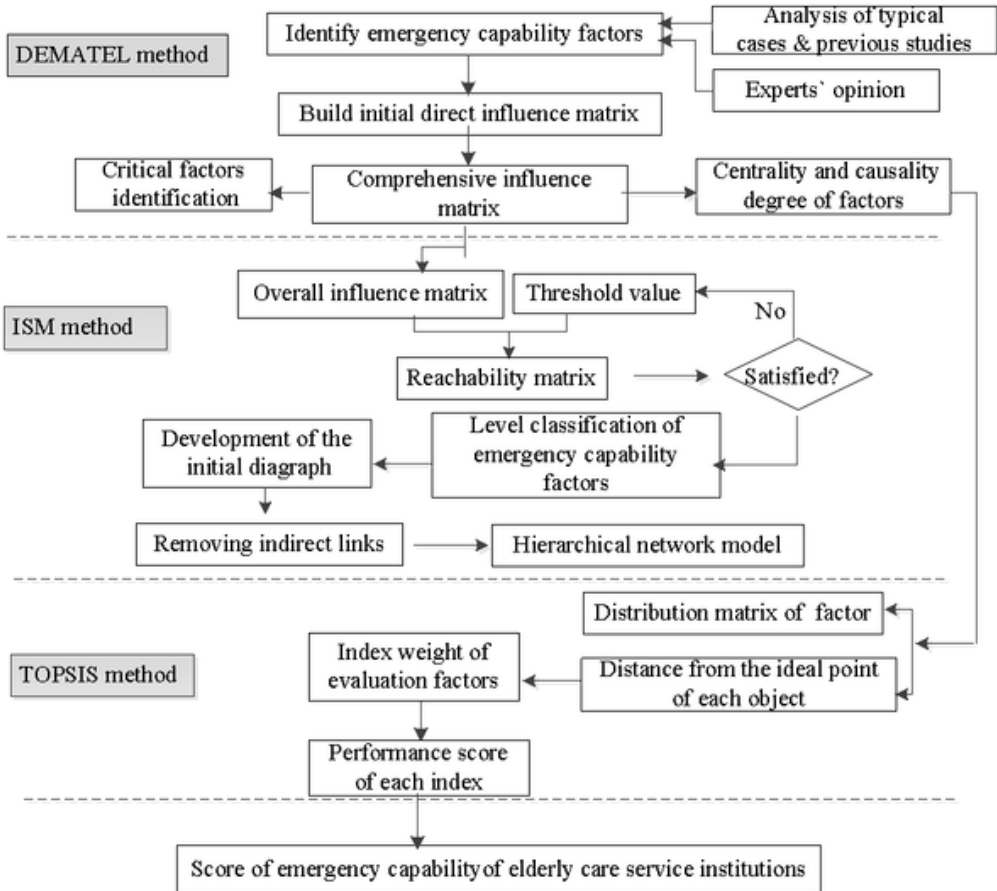 DEMATEL method
Identify emergency capability factors
Analysis of typical
cases & previous studies
Experts` opinion
Build initial direct influence matrix
Critical factors
identification
Comprehensive influence
matrix
Centrality and causality
degree of factors
ISM method
Overall influence matrix
Threshold value
No
Reachability matrix
Satisfied?
Level classification of
emergency capability
factors
Development of the
initial diagraph
Removing indirect links
Hierarchical network model
TOPSIS method
Distribution matrix of factor
Index weight of
evaluation factors
Distance from the ideal point
of each object
Performance score
of each index
Score of emergency capability of elderly care service institutions